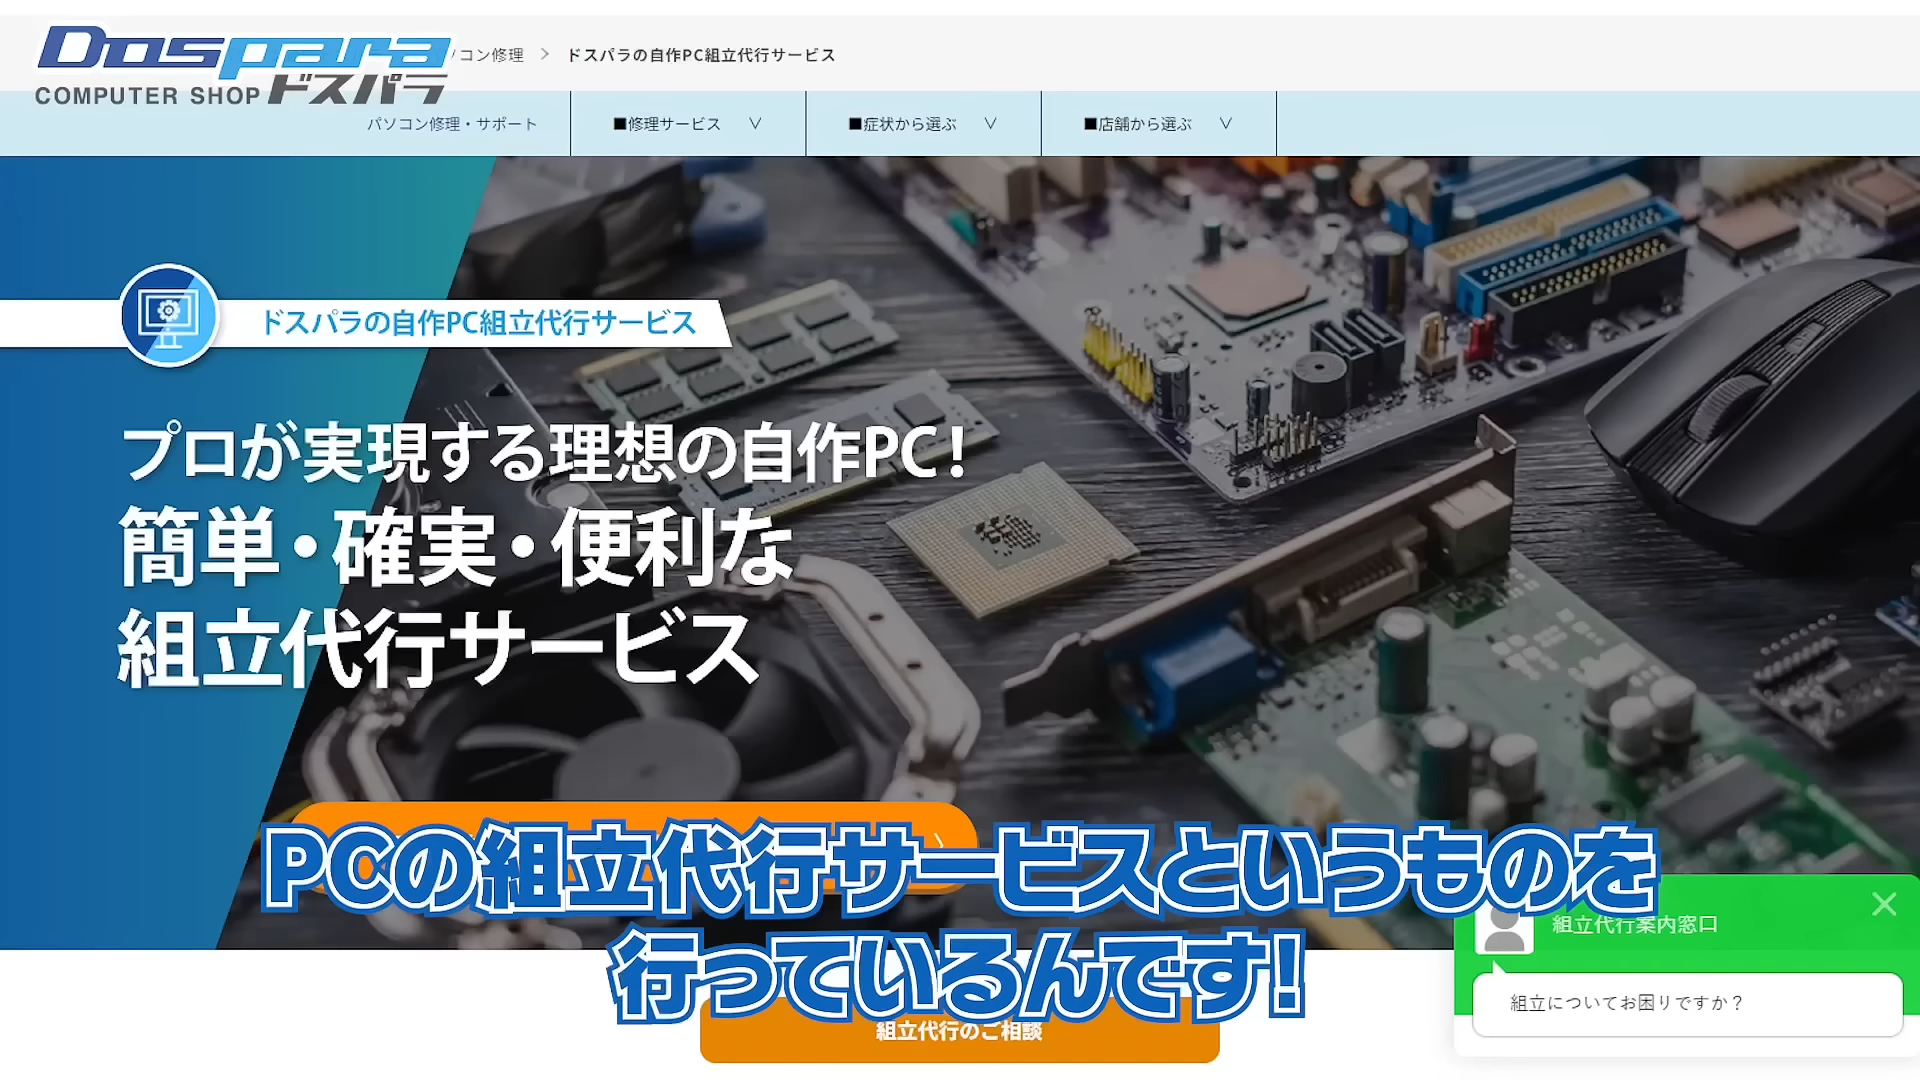 Dospara
COMPUTER SHOP ドスパラ
コン修理 > ドスパラの自作PC組立代行サービス
パソコン修理・サポート
■修理サービス
■症状から選ぶ
■店舗から選ぶ
ドスパラの自作PC組立代行サービス
プロが実現する理想の自作PC!
簡単・確実・便利な
組立代行サービス
PCの組立代行サービスというものを
行っているんです!
組立代行案内窓口
組立についてお困りですか？
組立代行のご相談